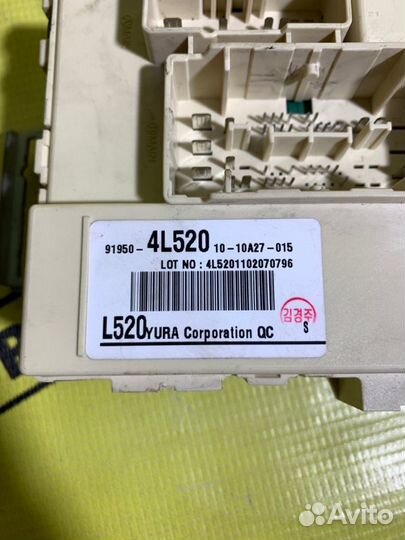 91950-4L520 10-10A27-015
LOT NO : 4L5201102070796
L520 YURA Corporation QC
김경주
S
Avito